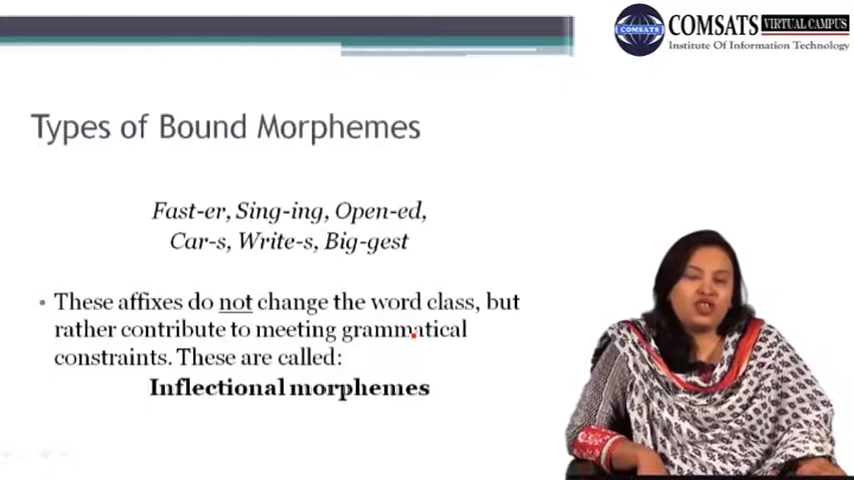 COMSATS
COMSATS VIRTUAL CAMPUS
Institute Of Information Technology
Types of Bound Morphemes
Fast-er, Sing-ing, Open-ed,
Car-s, Write-s, Big-gest
• These affixes do not change the word class, but
rather contribute to meeting grammatical
constraints. These are called:
Inflectional morphemes